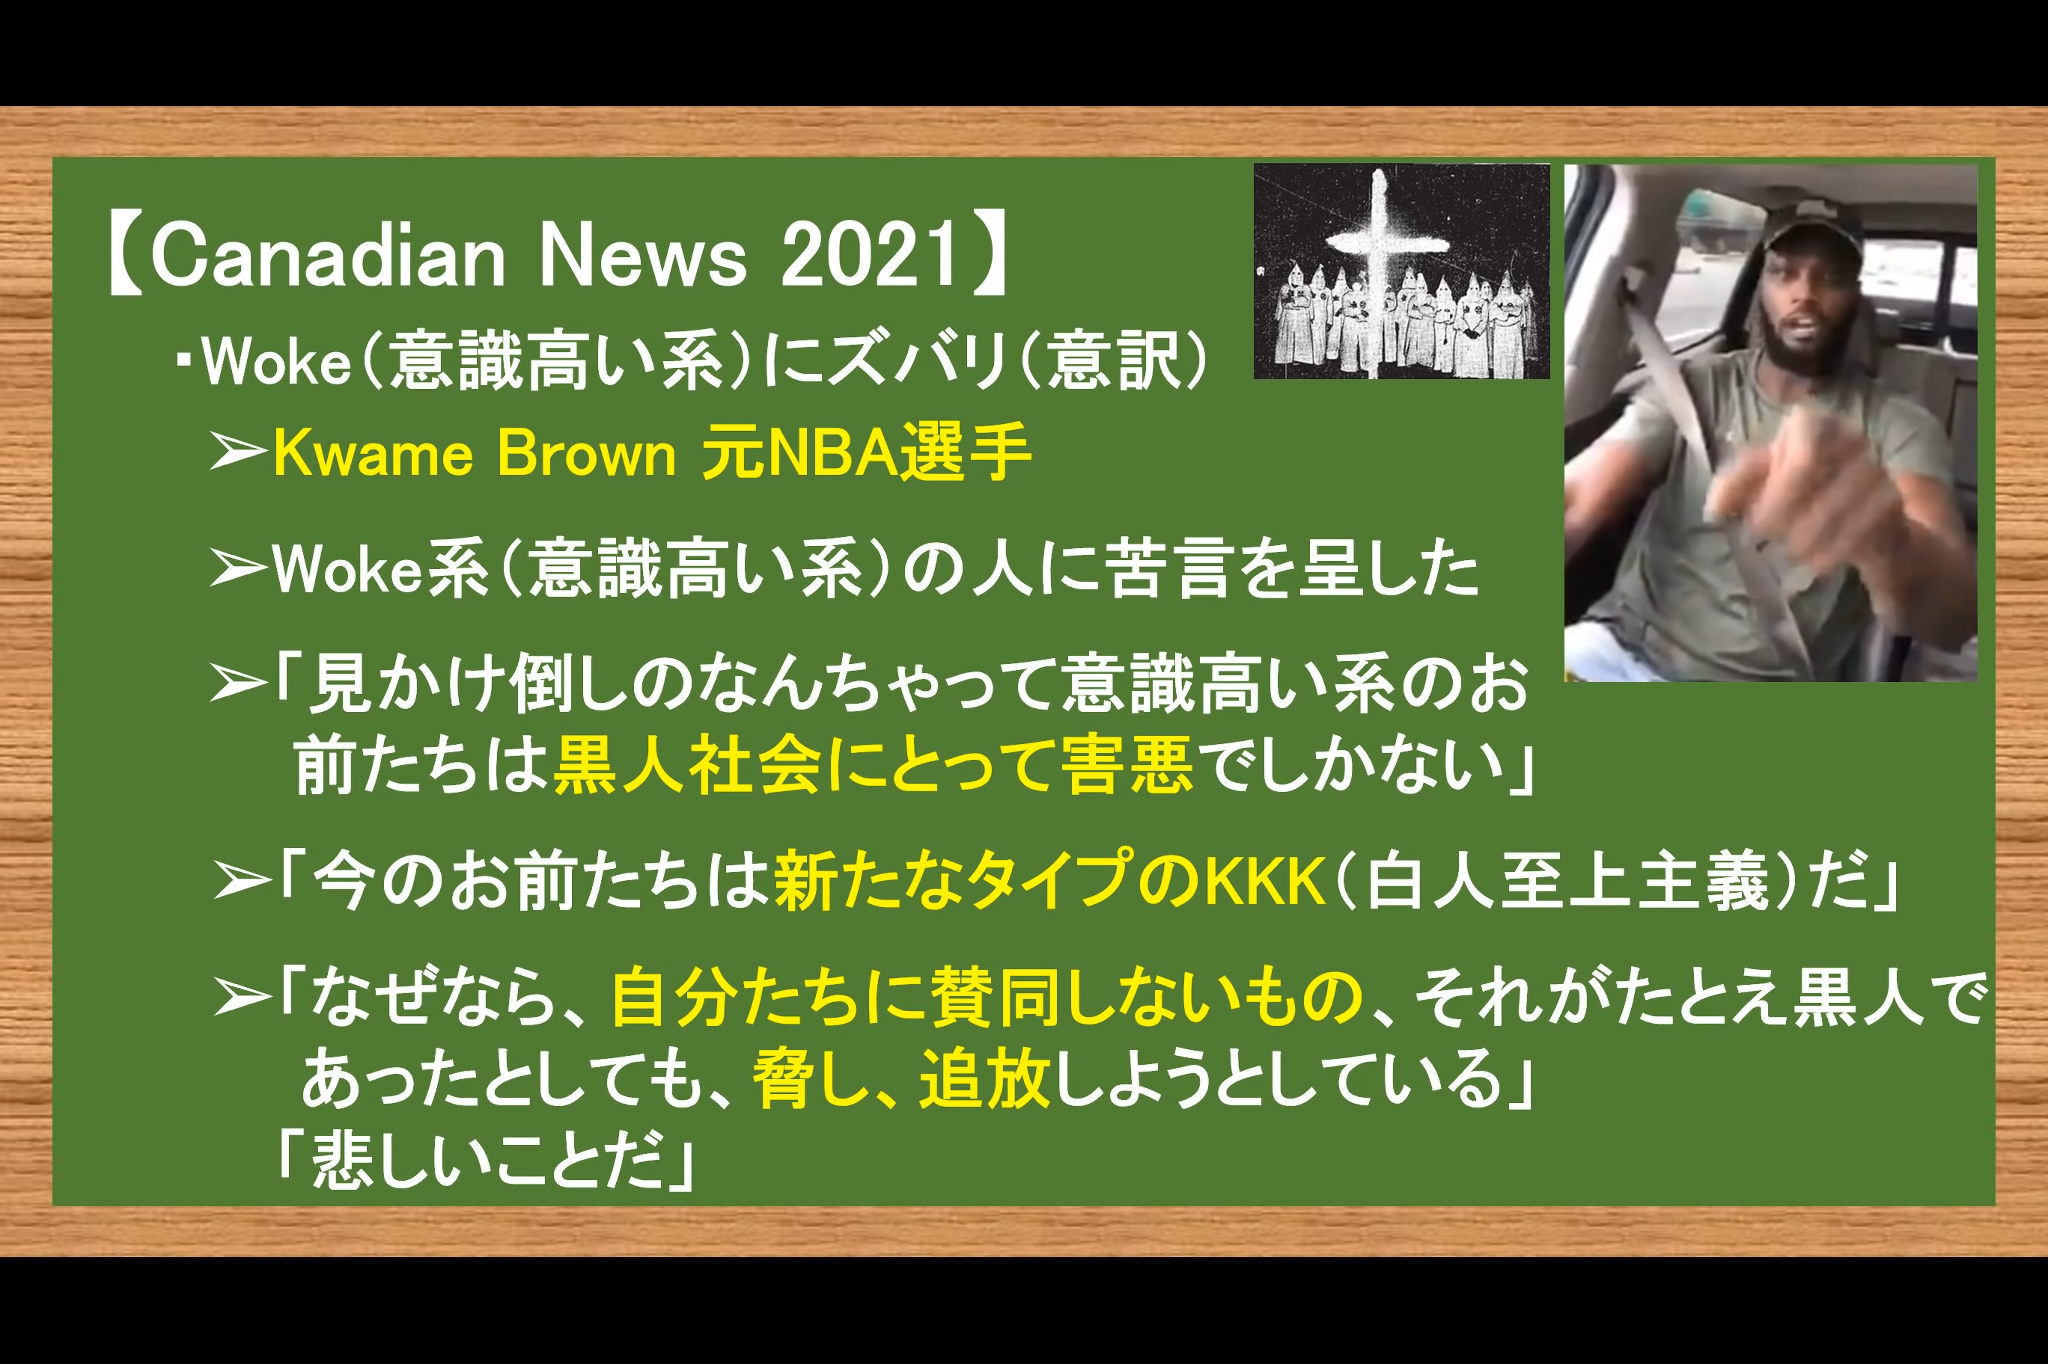 【Canadian News 2021】
・Woke（意識高い系）にズバリ（意訳）
➢Kwame Brown 元NBA選手
➢Woke系（意識高い系）の人に苦言を呈した
➢「見かけ倒しのなんちゃって意識高い系のお
前たちは黒人社会にとって害悪でしかない」
➢「今のお前たちは新たなタイプのKKK（白人至上主義）だ」
➢「なぜなら、自分たちに賛同しないもの、それがたとえ黒人で
あったとしても、脅し、追放しようとしている」
「悲しいことだ」